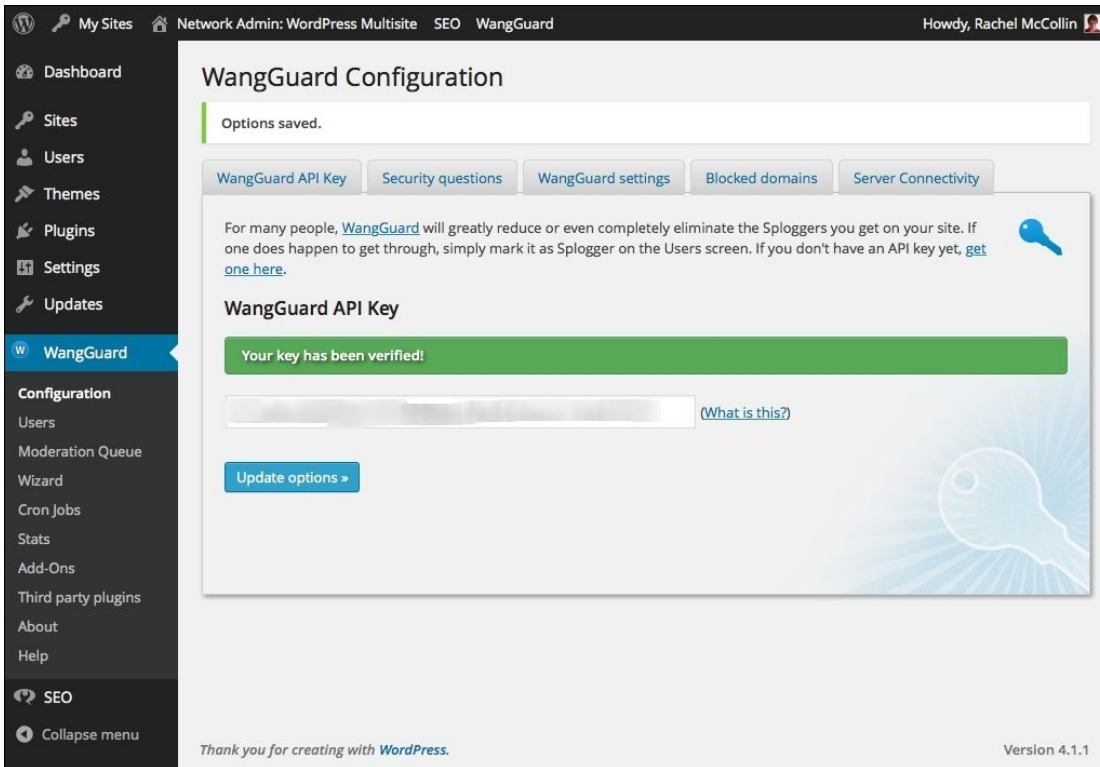 My Sites Network Admin: WordPress Multisite SEO WangGuard Howdy, Rachel McCollin
Dashboard
Sites
Users
Themes
Plugins
Settings
Updates
WangGuard
Configuration
Users
Moderation Queue
Wizard
Cron Jobs
Stats
Add-Ons
Third party plugins
About
Help
SEO
Collapse menu
WangGuard Configuration
Options saved.
WangGuard API Key Security questions WangGuard settings Blocked domains Server Connectivity
For many people, WangGuard will greatly reduce or even completely eliminate the Sploggers you get on your site. If
one does happen to get through, simply mark it as Splogger on the Users screen. If you don't have an API key yet, get
one here.
WangGuard API Key
Your key has been verified!
(What is this?)
Update options »
Thank you for creating with WordPress. Version 4.1.1